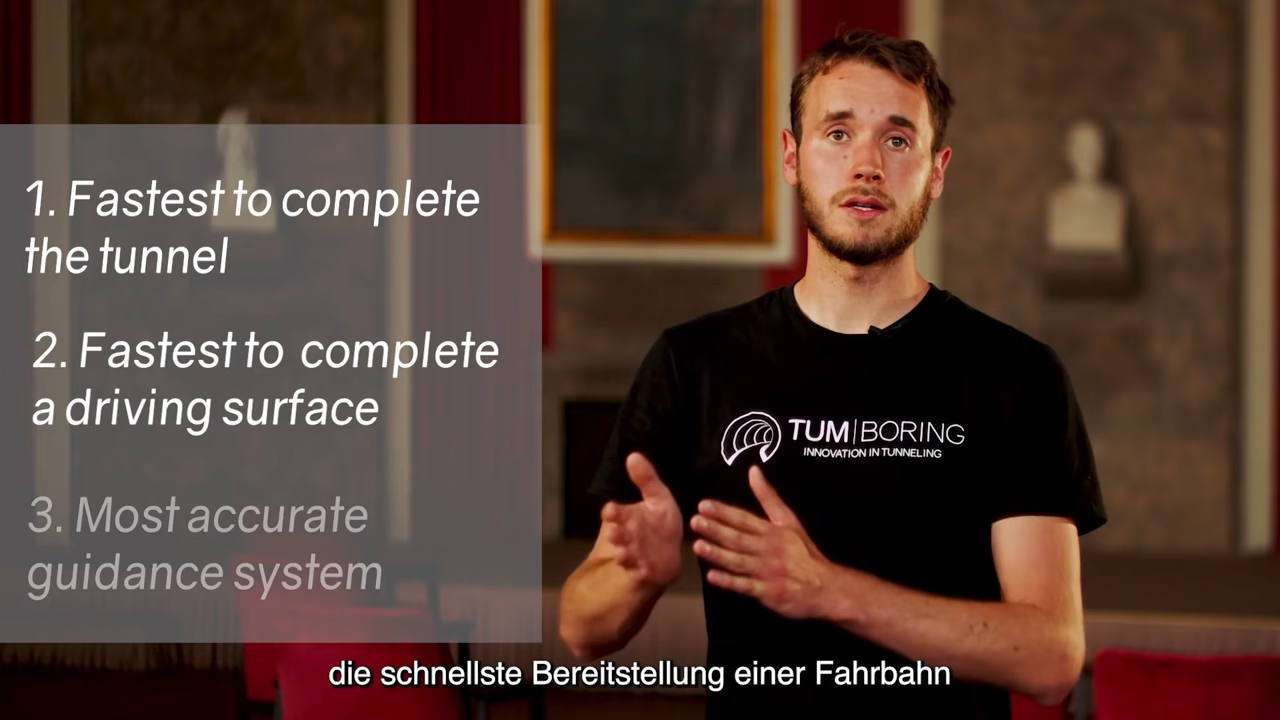 1. Fastest to complete
the tunnel
2. Fastest to complete
a driving surface
3. Most accurate
guidance system
TUM|BORING
INNOVATION IN TUNNELING
die schnellste Bereitstellung einer Fahrbahn